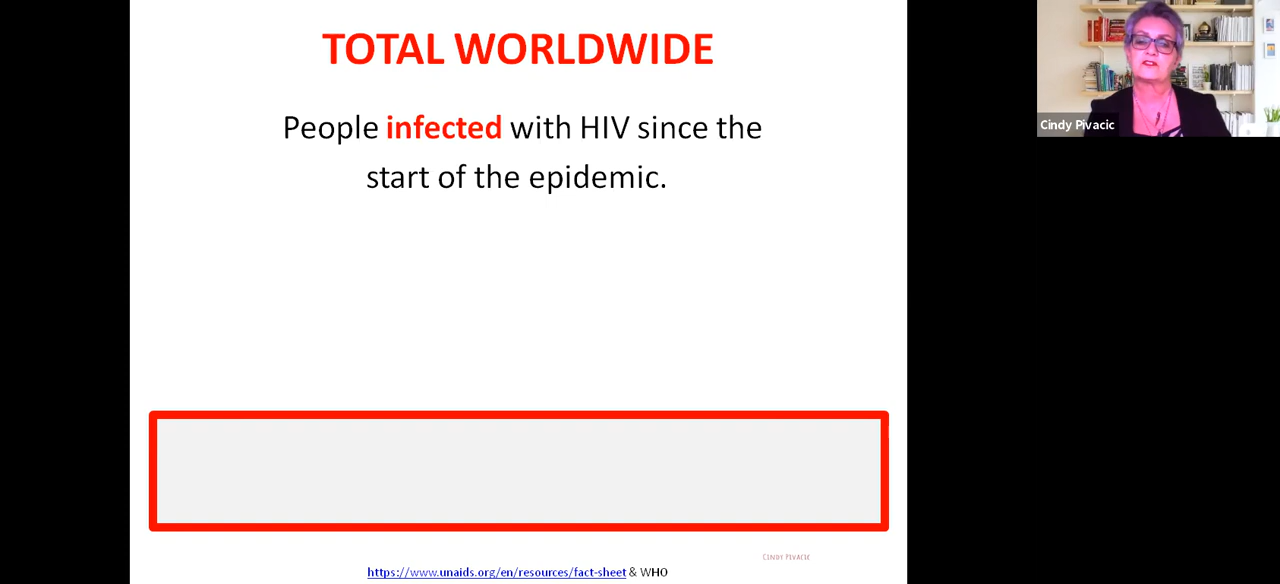 TOTAL WORLDWIDE
People infected with HIV since the
start of the epidemic.
Cindy Pivacic
https://www.unaids.org/en/resources/fact-sheet & WHO
Cindy Pivacic